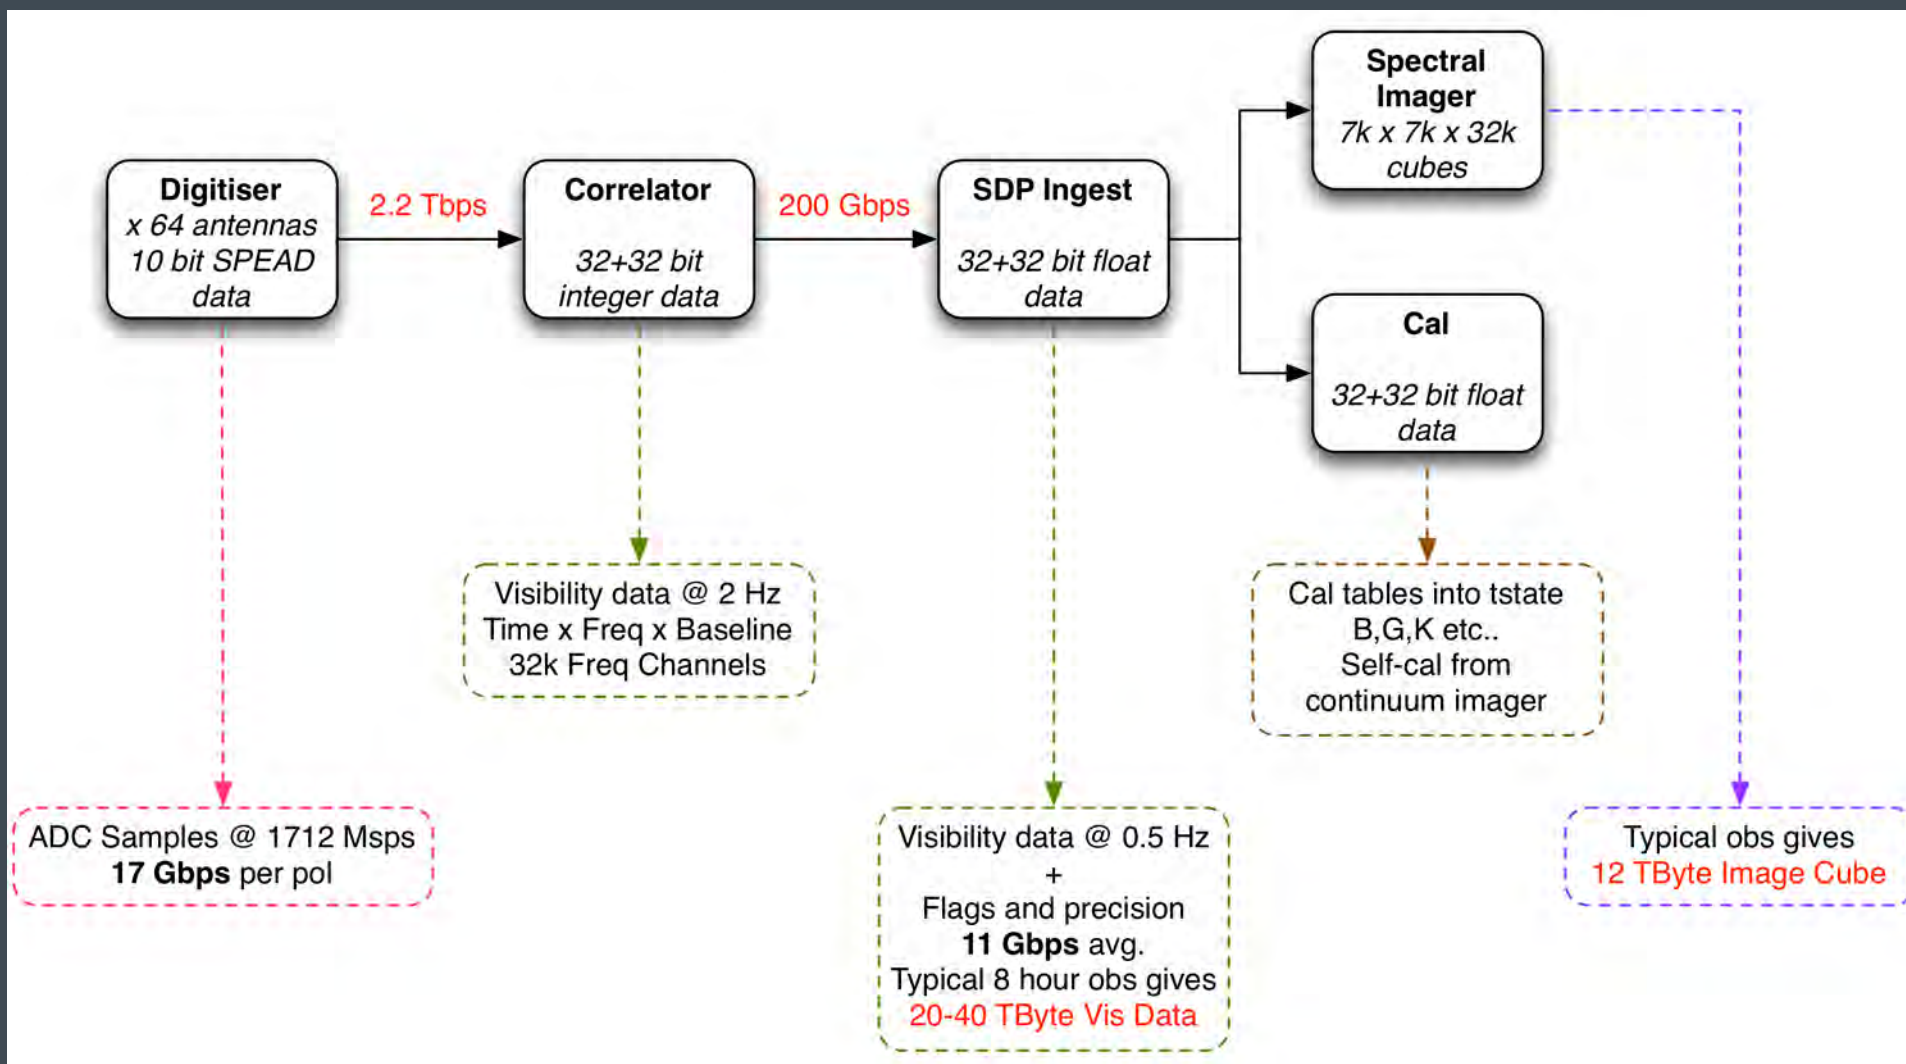 Digitiser
x 64 antennas
10 bit SPEAD
data
2.2 Tbps
Correlator
32+32 bit
integer data
200 Gbps
SDP Ingest
32+32 bit float
data
Spectral
Imager
7k x 7k x 32k
cubes
Cal
32+32 bit float
data
Visibility data @ 2 Hz
Time x Freq x Baseline
32k Freq Channels
Cal tables into tstate
B,G,K etc..
Self-cal from
continuum imager
ADC Samples @ 1712 Msps
17 Gbps per pol
Visibility data @ 0.5 Hz
+
Flags and precision
11 Gbps avg.
Typical 8 hour obs gives
20-40 TByte Vis Data
Typical obs gives
12 TByte Image Cube